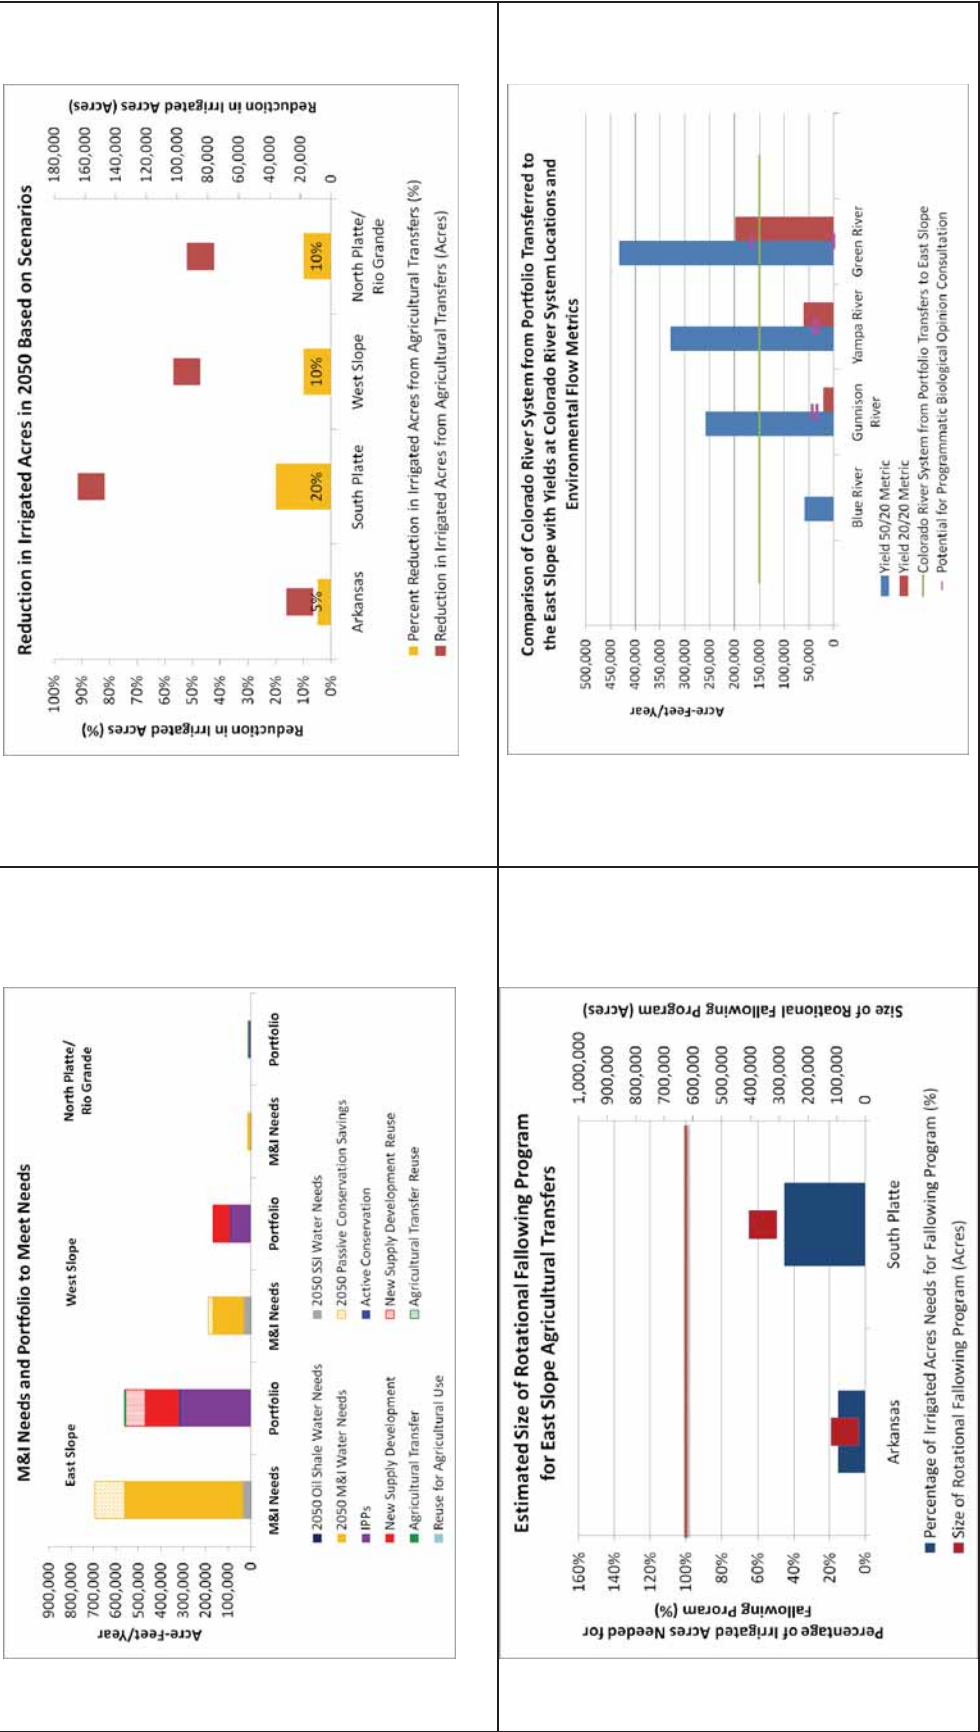 M&I Needs and Portfolio to Meet Needs
East Slope
West Slope
North Platte/
Rio Grande
900,000
800,000
700,000
600,000
500,000
400,000
300,000
200,000
100,000
0
Acre-Feet/Year
M&I Needs
Portfolio
M&I Needs
Portfolio
M&I Needs
Portfolio
2050 Oil Shale Water Needs
2050 SSI Water Needs
2050 M&I Water Needs
2050 Passive Conservation Savings
IPPs
Active Conservation
New Supply Development
New Supply Development Reuse
Agricultural Transfer
Agricultural Transfer Reuse
Reuse for Agricultural Use
Reduction in Irrigated Acres in 2050 Based on Scenarios
100%
90%
80%
70%
60%
50%
40%
30%
20%
10%
0%
Reduction in Irrigated Acres (%)
180,000
160,000
140,000
120,000
100,000
80,000
60,000
40,000
20,000
0
Reduction in Irrigated Acres (Acres)
5%
20%
10%
10%
Arkansas
South Platte
West Slope
North Platte/
Rio Grande
Percent Reduction in Irrigated Acres from Agricultural Transfers (%)
Reduction in Irrigated Acres from Agricultural Transfers (Acres)
Estimated Size of Rotational Fallowing Program
for East Slope Agricultural Transfers
160%
140%
120%
100%
80%
60%
40%
20%
0%
Percentage of Irrigated Acres Needed for
Fallowing Proram (%)
1,000,000
900,000
800,000
700,000
600,000
500,000
400,000
300,000
200,000
100,000
0
Size of Roational Fallowing Program (Acres)
Arkansas
South Platte
Percentage of Irrigated Acres Needs for Fallowing Program (%)
Size of Rotational Fallowing Program (Acres)
Comparison of Colorado River System from Portfolio Transferred to
the East Slope with Yields at Colorado River System Locations and
Environmental Flow Metrics
500,000
450,000
400,000
350,000
300,000
250,000
200,000
150,000
100,000
50,000
0
Acre-Feet/Year
Blue River
Gunnison
River
Yampa River
Green River
Yield 50/20 Metric
Yield 20/20 Metric
Colorado River System from Portfolio Transfers to East Slope
Potential for Programmatic Biological Opinion Consultation